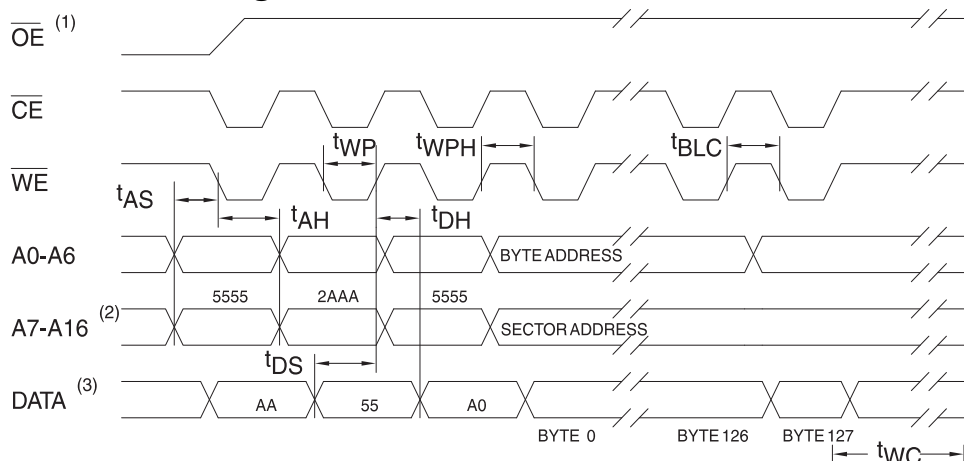 OE (1)
CE
tWP tWPH tBLC
WE
tAS
tAH tDH
A0-A6 BYTE ADDRESS
5555 2AAA 5555
A7-A16 (2) SECTOR ADDRESS
tDS
DATA (3) AA 55 A0
BYTE 0 BYTE 126 BYTE 127
tWC